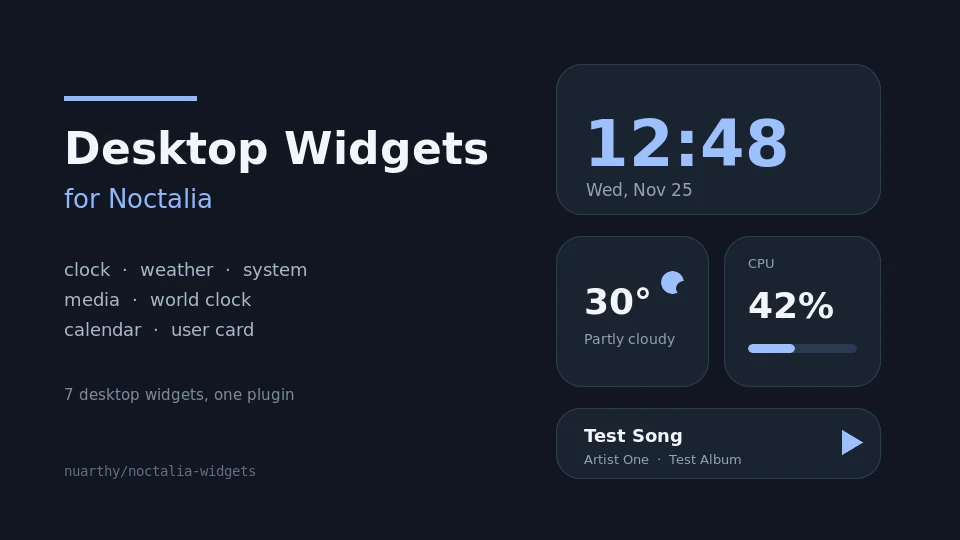 Desktop Widgets
for Noctalia
clock · weather · system
media · world clock
calendar · user card
7 desktop widgets, one plugin
nuarthy/noctalia-widgets
12:48
Wed, Nov 25
30°
Partly cloudy
CPU
42%
Test Song
Artist One · Test Album